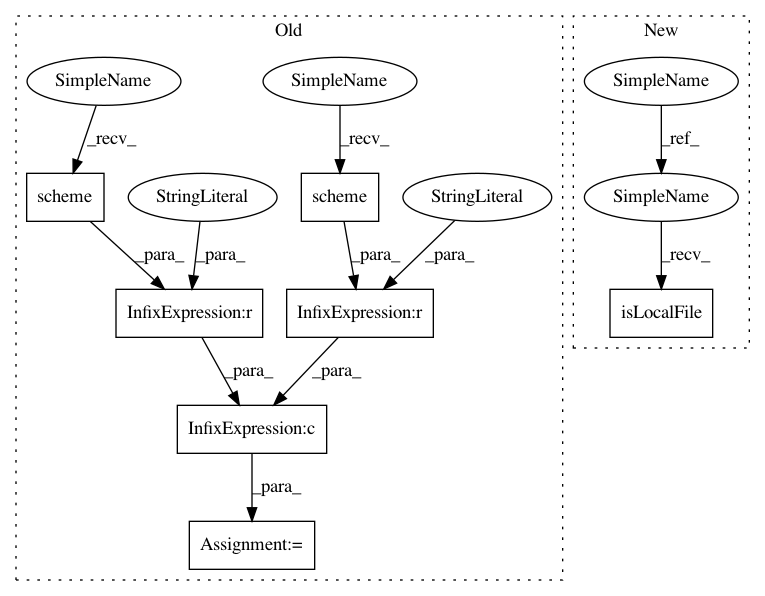 Old
New
SimpleName
SimpleName
SimpleName
_recv_
_recv_
_ref_
scheme
StringLiteral
scheme
StringLiteral
SimpleName
_para_
_para_
_para_
_para_
_recv_
InfixExpression:r
InfixExpression:r
isLocalFile
_para_
_para_
InfixExpression:c
_para_
Assignment:=